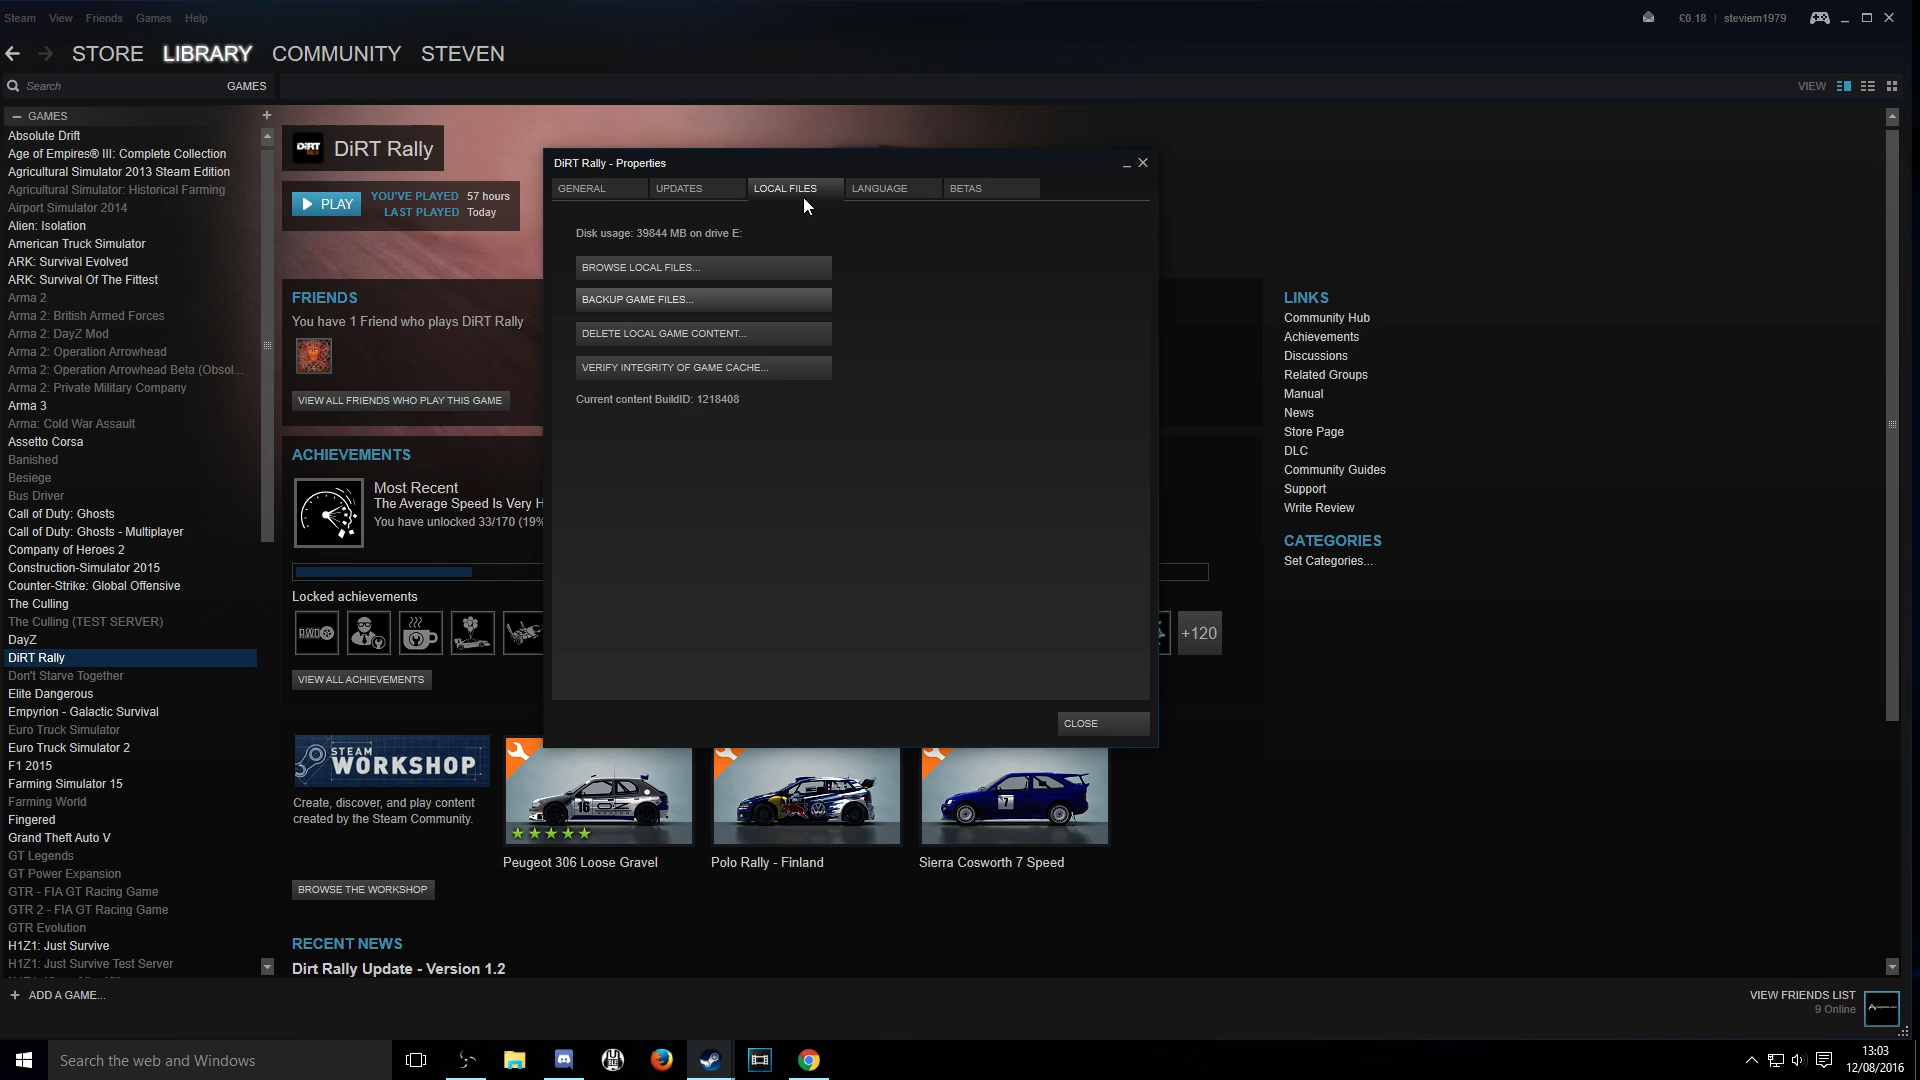 Steam View Friends Games Help
£0.18 | steviem1979
STORE LIBRARY COMMUNITY STEVEN
Search GAMES
VIEW
GAMES
Absolute Drift
Age of Empires® III: Complete Collection
Agricultural Simulator 2013 Steam Edition
Agricultural Simulator: Historical Farming
Airport Simulator 2014
Alien: Isolation
American Truck Simulator
ARK: Survival Evolved
ARK: Survival Of The Fittest
Arma 2
Arma 2: British Armed Forces
Arma 2: DayZ Mod
Arma 2: Operation Arrowhead
Arma 2: Operation Arrowhead Beta (Obsol...
Arma 2: Private Military Company
Arma 3
Arma: Cold War Assault
Assetto Corsa
Banished
Besiege
Bus Driver
Call of Duty: Ghosts
Call of Duty: Ghosts - Multiplayer
Company of Heroes 2
Construction-Simulator 2015
Counter-Strike: Global Offensive
The Culling
The Culling (TEST SERVER)
DayZ
DiRT Rally
Don't Starve Together
Elite Dangerous
Empyrion - Galactic Survival
Euro Truck Simulator
Euro Truck Simulator 2
F1 2015
Farming Simulator 15
Farming World
Fingered
Grand Theft Auto V
GT Legends
GT Power Expansion
GTR - FIA GT Racing Game
GTR 2 - FIA GT Racing Game
GTR Evolution
H1Z1: Just Survive
H1Z1: Just Survive Test Server
+ ADD A GAME...
DiRT
DiRT Rally
PLAY
YOU'VE PLAYED 57 hours
LAST PLAYED Today
FRIENDS
You have 1 Friend who plays DiRT Rally
VIEW ALL FRIENDS WHO PLAY THIS GAME
ACHIEVEMENTS
Most Recent
The Average Speed Is Very H
You have unlocked 33/170 (19%
Locked achievements
RWD
+120
VIEW ALL ACHIEVEMENTS
DiRT Rally - Properties
GENERAL UPDATES LOCAL FILES LANGUAGE BETAS
Disk usage: 39844 MB on drive E:
BROWSE LOCAL FILES...
BACKUP GAME FILES...
DELETE LOCAL GAME CONTENT...
VERIFY INTEGRITY OF GAME CACHE...
Current content BuildID: 1218408
CLOSE
STEAM
WORKSHOP
Create, discover, and play content
created by the Steam Community.
16 OZ
7
Peugeot 306 Loose Gravel
Polo Rally - Finland
Sierra Cosworth 7 Speed
BROWSE THE WORKSHOP
RECENT NEWS
Dirt Rally Update - Version 1.2
LINKS
Community Hub
Achievements
Discussions
Related Groups
Manual
News
Store Page
DLC
Community Guides
Support
Write Review
CATEGORIES
Set Categories...
VIEW FRIENDS LIST
9 Online
Search the web and Windows
13:03
12/08/2016